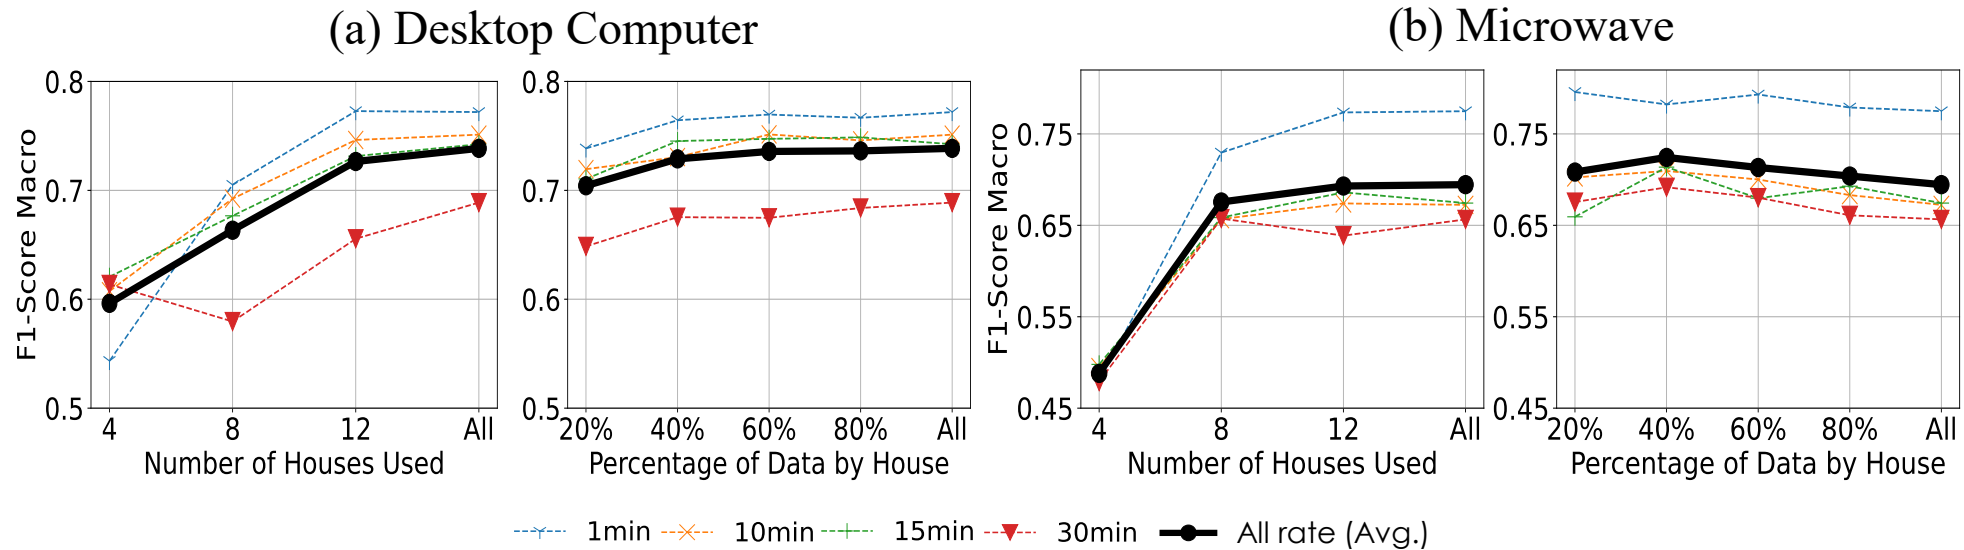 (a) Desktop Computer
(b) Microwave
F1-Score Macro
0.8
0.7
0.6
0.5
4 8 12 All
Number of Houses Used
0.8
0.7
0.6
0.5
20% 40% 60% 80% All
Percentage of Data by House
F1-Score Macro
0.75
0.65
0.55
0.45
4 8 12 All
Number of Houses Used
0.75
0.65
0.55
0.45
20% 40% 60% 80% All
Percentage of Data by House
1min 10min 15min 30min All rate (Avg.)